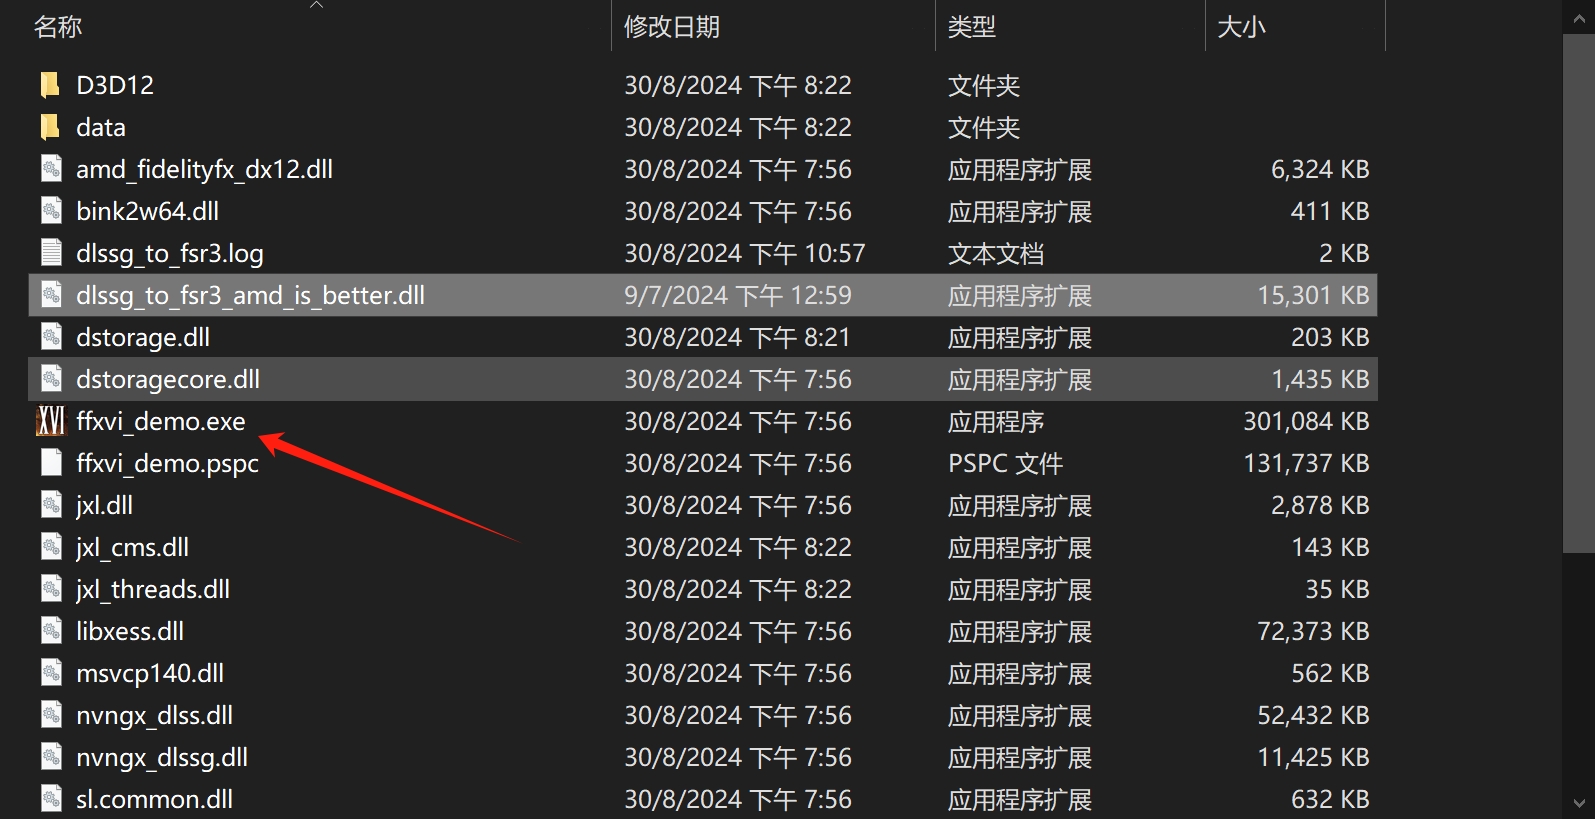 名称 修改日期 类型 大小
D3D12 30/8/2024 下午 8:22 文件夹
data 30/8/2024 下午 8:22 文件夹
amd_fidelityfx_dx12.dll 30/8/2024 下午 7:56 应用程序扩展 6,324 KB
bink2w64.dll 30/8/2024 下午 7:56 应用程序扩展 411 KB
dlssg_to_fsr3.log 30/8/2024 下午 10:57 文本文档 2 KB
dlssg_to_fsr3_amd_is_better.dll 9/7/2024 下午 12:59 应用程序扩展 15,301 KB
dstorage.dll 30/8/2024 下午 8:21 应用程序扩展 203 KB
dstoragecore.dll 30/8/2024 下午 7:56 应用程序扩展 1,435 KB
XVI ffxvi_demo.exe 30/8/2024 下午 7:56 应用程序 301,084 KB
ffxvi_demo.pspc 30/8/2024 下午 7:56 PSPC 文件 131,737 KB
jxl.dll 30/8/2024 下午 7:56 应用程序扩展 2,878 KB
jxl_cms.dll 30/8/2024 下午 8:22 应用程序扩展 143 KB
jxl_threads.dll 30/8/2024 下午 8:22 应用程序扩展 35 KB
libxess.dll 30/8/2024 下午 7:56 应用程序扩展 72,373 KB
msvcp140.dll 30/8/2024 下午 7:56 应用程序扩展 562 KB
nvngx_dlss.dll 30/8/2024 下午 7:56 应用程序扩展 52,432 KB
nvngx_dlssg.dll 30/8/2024 下午 7:56 应用程序扩展 11,425 KB
sl.common.dll 30/8/2024 下午 7:56 应用程序扩展 632 KB